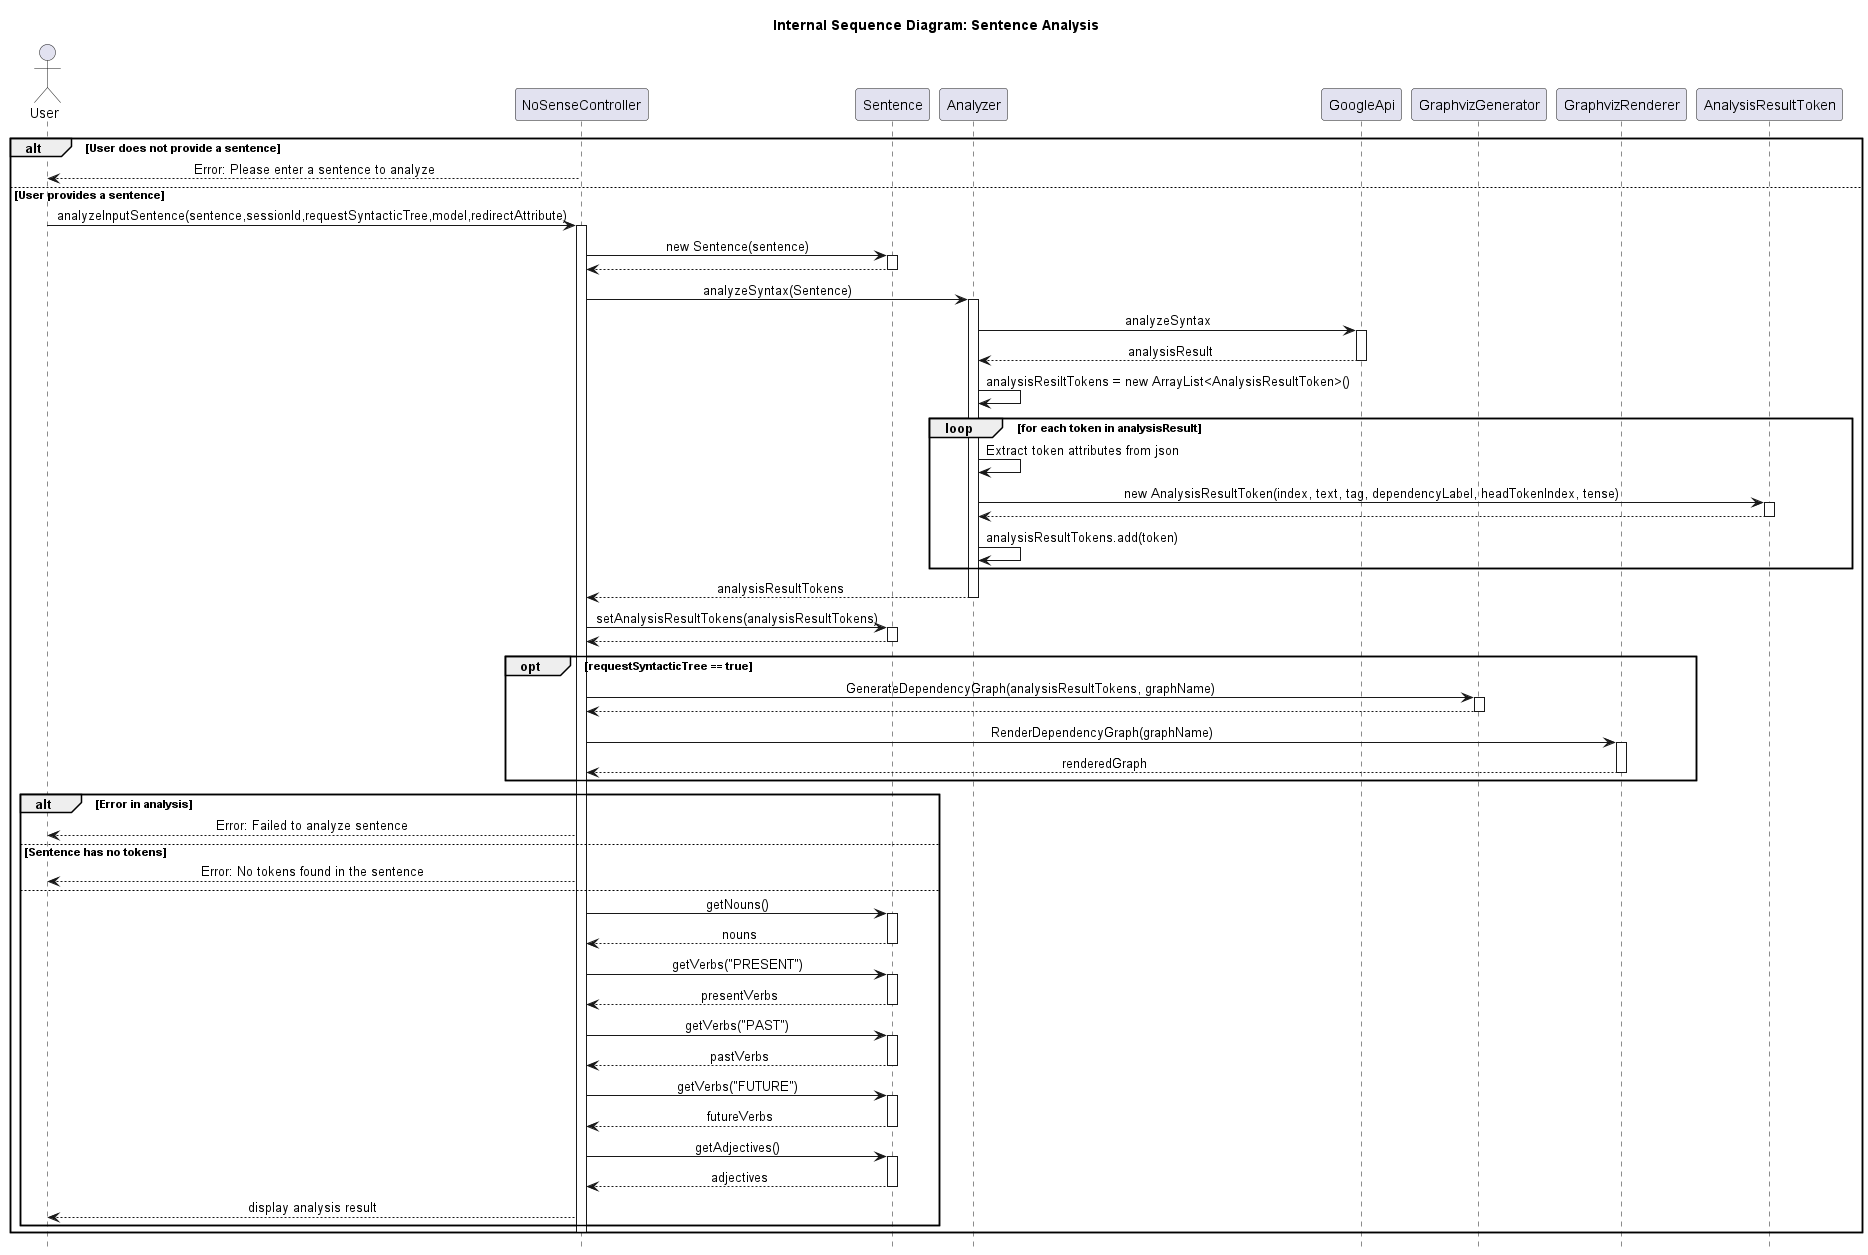 Internal Sequence Diagram: Sentence Analysis
User
NoSenseController
Sentence
Analyzer
GoogleApi
GraphvizGenerator
GraphvizRenderer
AnalysisResultToken
alt
[User does not provide a sentence]
Error: Please enter a sentence to analyze
[User provides a sentence]
analyzeInputSentence(sentence,sessionId,requestSyntacticTree,model,redirectAttribute)
new Sentence(sentence)
analyzeSyntax(Sentence)
analyzeSyntax
analysisResult
analysisResiltTokens = new ArrayList<AnalysisResultToken>()
loop
[for each token in analysisResult]
Extract token attributes from json
new AnalysisResultToken(index, text, tag, dependencyLabel, headTokenIndex, tense)
analysisResultTokens.add(token)
analysisResultTokens
setAnalysisResultTokens(analysisResultTokens)
opt
[requestSyntacticTree == true]
GenerateDependencyGraph(analysisResultTokens, graphName)
RenderDependencyGraph(graphName)
renderedGraph
alt
[Error in analysis]
Error: Failed to analyze sentence
[Sentence has no tokens]
Error: No tokens found in the sentence
getNouns()
nouns
getVerbs("PRESENT")
presentVerbs
getVerbs("PAST")
pastVerbs
getVerbs("FUTURE")
futureVerbs
getAdjectives()
adjectives
display analysis result